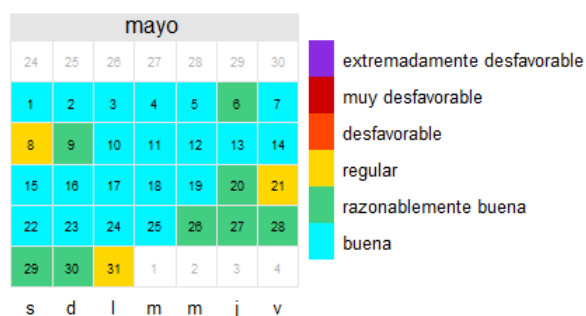 mayo
24 25 26 27 28 29 30
1 2 3 4 5 6 7
8 9 10 11 12 13 14
15 16 17 18 19 20 21
22 23 24 25 26 27 28
29 30 31 1 2 3 4
s d l m m j v
extremadamente desfavorable
muy desfavorable
desfavorable
regular
razonablemente buena
buena